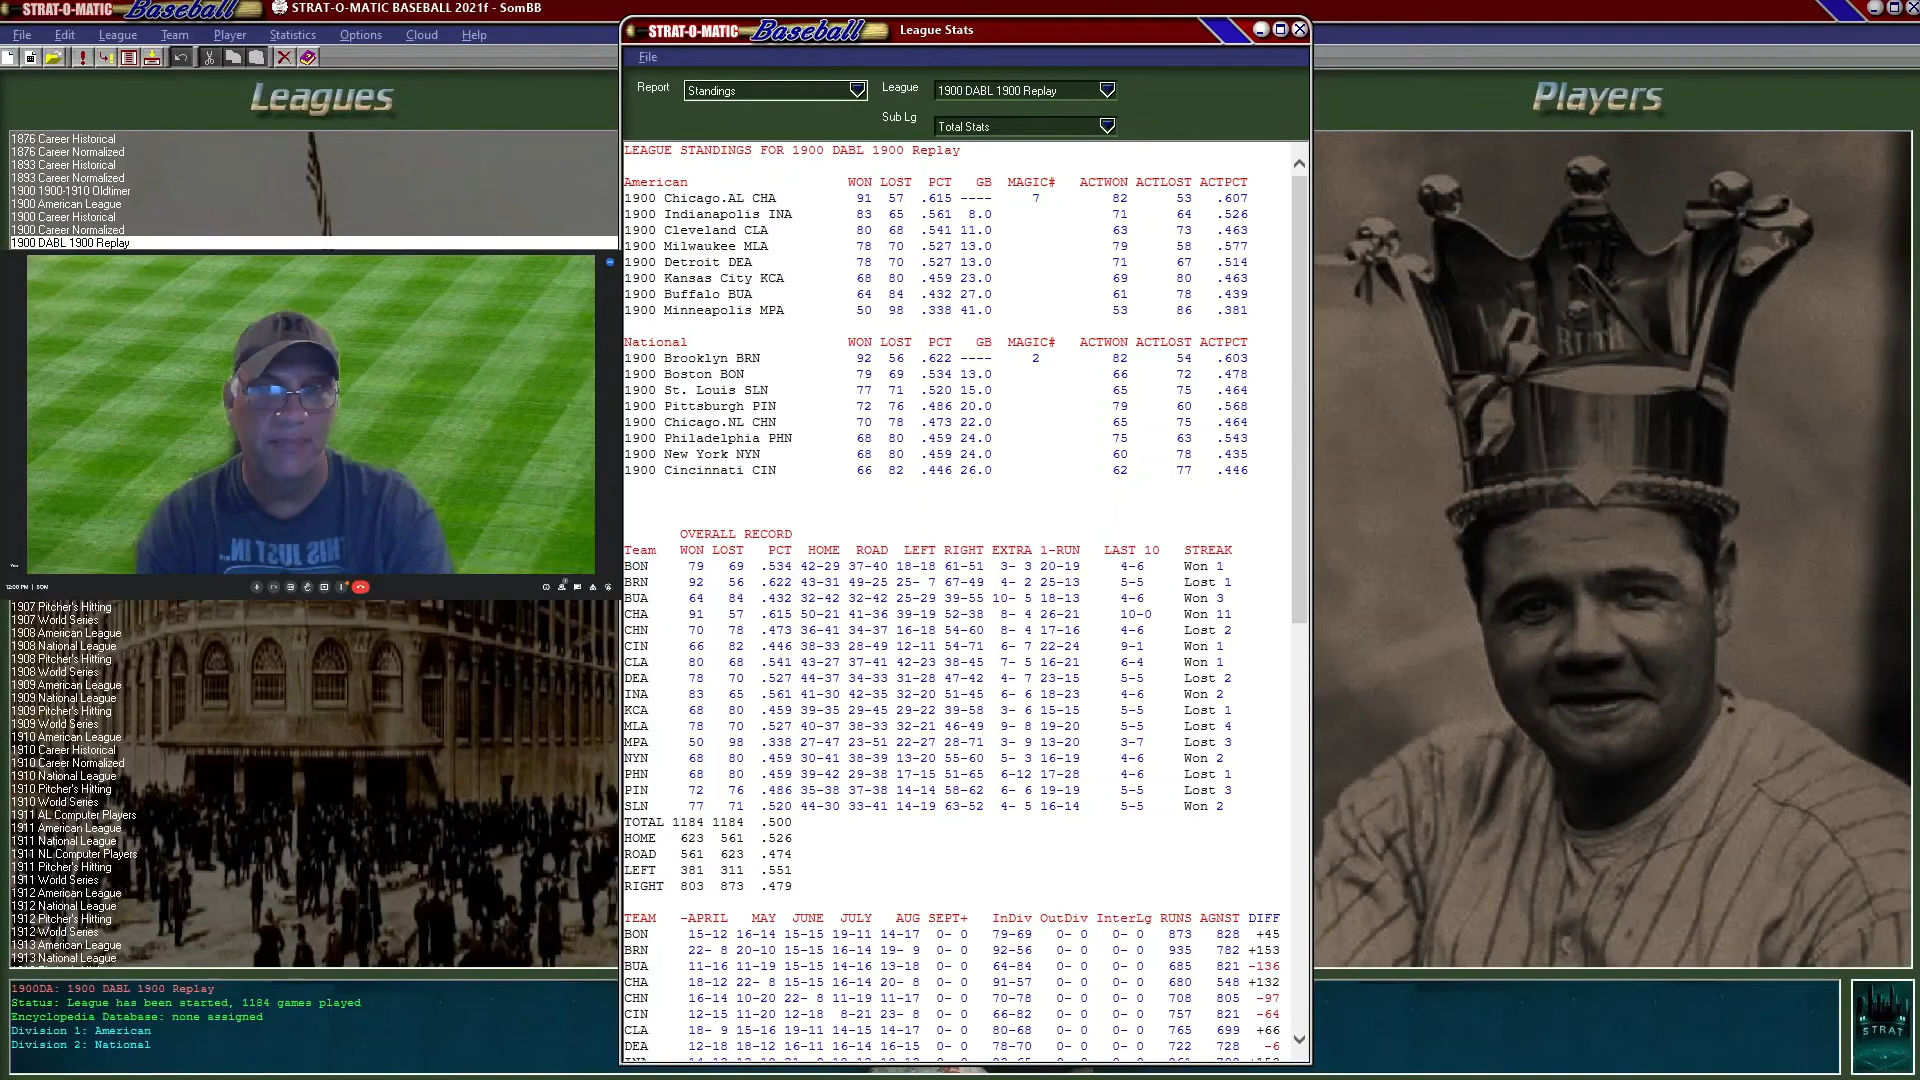 STRAT-O-MATIC Baseball STRAT-O-MATIC BASEBALL 2021f - SomBB
File Edit League Team Player Statistics Options Cloud Help
Leagues
1876 Career Historical
1876 Career Normalized
1893 Career Historical
1893 Career Normalized
1900 1900-1910 Oldtimer
1900 American League
1900 Career Historical
1900 Career Normalized
1900 DABL 1900 Replay
THIS JUST IN..
You
12:00 PM | SOM
1907 Pitcher's Hitting
1907 World Series
1908 American League
1908 National League
1908 Pitcher's Hitting
1908 World Series
1909 American League
1909 National League
1909 Pitcher's Hitting
1909 World Series
1910 American League
1910 Career Historical
1910 Career Normalized
1910 National League
1910 Pitcher's Hitting
1910 World Series
1911 AL Computer Players
1911 American League
1911 National League
1911 NL Computer Players
1911 Pitcher's Hitting
1911 World Series
1912 American League
1912 National League
1912 Pitcher's Hitting
1912 World Series
1913 American League
1913 National League
1900DA: 1900 DABL 1900 Replay
Status: League has been started, 1184 games played
Encyclopedia Database: none assigned
Division 1: American
Division 2: National
STRAT-O-MATIC Baseball League Stats
File
Report Standings League 1900 DABL 1900 Replay
Sub Lg Total Stats
LEAGUE STANDINGS FOR 1900 DABL 1900 Replay
American WON LOST PCT GB MAGIC# ACTWON ACTLOST ACTPCT
1900 Chicago.AL CHA 91 57 .615 ---- 7 82 53 .607
1900 Indianapolis INA 83 65 .561 8.0 71 64 .526
1900 Cleveland CLA 80 68 .541 11.0 63 73 .463
1900 Milwaukee MLA 78 70 .527 13.0 79 58 .577
1900 Detroit DEA 78 70 .527 13.0 71 67 .514
1900 Kansas City KCA 68 80 .459 23.0 69 80 .463
1900 Buffalo BUA 64 84 .432 27.0 61 78 .439
1900 Minneapolis MPA 50 98 .338 41.0 53 86 .381
National WON LOST PCT GB MAGIC# ACTWON ACTLOST ACTPCT
1900 Brooklyn BRN 92 56 .622 ---- 2 82 54 .603
1900 Boston BON 79 69 .534 13.0 66 72 .478
1900 St. Louis SLN 77 71 .520 15.0 65 75 .464
1900 Pittsburgh PIN 72 76 .486 20.0 79 60 .568
1900 Chicago.NL CHN 70 78 .473 22.0 65 75 .464
1900 Philadelphia PHN 68 80 .459 24.0 75 63 .543
1900 New York NYN 68 80 .459 24.0 60 78 .435
1900 Cincinnati CIN 66 82 .446 26.0 62 77 .446
OVERALL RECORD
Team WON LOST PCT HOME ROAD LEFT RIGHT EXTRA 1-RUN LAST 10 STREAK
BON 79 69 .534 42-29 37-40 18-18 61-51 3- 3 20-19 4-6 Won 1
BRN 92 56 .622 43-31 49-25 25- 7 67-49 4- 2 25-13 5-5 Lost 1
BUA 64 84 .432 32-42 32-42 25-29 39-55 10- 5 18-13 4-6 Won 3
CHA 91 57 .615 50-21 41-36 39-19 52-38 8- 4 26-21 10-0 Won 11
CHN 70 78 .473 36-41 34-37 16-18 54-60 8- 4 17-16 4-6 Lost 2
CIN 66 82 .446 38-33 28-49 12-11 54-71 6- 7 22-24 9-1 Won 1
CLA 80 68 .541 43-27 37-41 42-23 38-45 7- 5 16-21 6-4 Won 1
DEA 78 70 .527 44-37 34-33 31-28 47-42 4- 7 23-15 5-5 Lost 2
INA 83 65 .561 41-30 42-35 32-20 51-45 6- 6 18-23 4-6 Won 2
KCA 68 80 .459 39-35 29-45 29-22 39-58 3- 6 15-15 5-5 Lost 1
MLA 78 70 .527 40-37 38-33 32-21 46-49 8- 9 19-20 5-5 Lost 4
MPA 50 98 .338 27-47 23-51 22-27 28-71 3- 9 13-20 3-7 Lost 3
NYN 68 80 .459 30-41 38-39 13-20 55-60 5- 3 16-19 4-6 Won 2
PHN 68 80 .459 39-42 29-38 17-15 51-65 6-12 17-28 4-6 Lost 1
PIN 72 76 .486 35-38 37-38 14-14 58-62 6- 6 19-19 5-5 Lost 3
SLN 77 71 .520 44-30 33-41 14-19 63-52 4- 5 16-14 5-5 Won 2
TOTAL 1184 1184 .500
HOME 623 561 .526
ROAD 561 623 .474
LEFT 381 311 .551
RIGHT 803 873 .479
TEAM -APRIL MAY JUNE JULY AUG SEPT+ InDiv OutDiv InterLg RUNS AGNST DIFF
BON 15-12 16-14 15-15 19-11 14-17 0- 0 79-69 0- 0 0- 0 873 828 +45
BRN 22- 8 20-10 15-15 16-14 19- 9 0- 0 92-56 0- 0 0- 0 935 782 +153
BUA 11-16 11-19 15-15 14-16 13-18 0- 0 64-84 0- 0 0- 0 685 821 -136
CHA 18-12 22- 8 15-15 16-14 20- 8 0- 0 91-57 0- 0 0- 0 680 548 +132
CHN 16-14 10-20 22- 8 11-19 11-17 0- 0 70-78 0- 0 0- 0 708 805 -97
CIN 12-15 11-20 12-18 8-21 23- 8 0- 0 66-82 0- 0 0- 0 757 821 -64
CLA 18- 9 15-16 19-11 14-15 14-17 0- 0 80-68 0- 0 0- 0 765 699 +66
DEA 12-18 18-12 16-11 16-14 16-15 0- 0 78-70 0- 0 0- 0 722 728 -6
Players
RUTH
STRAT